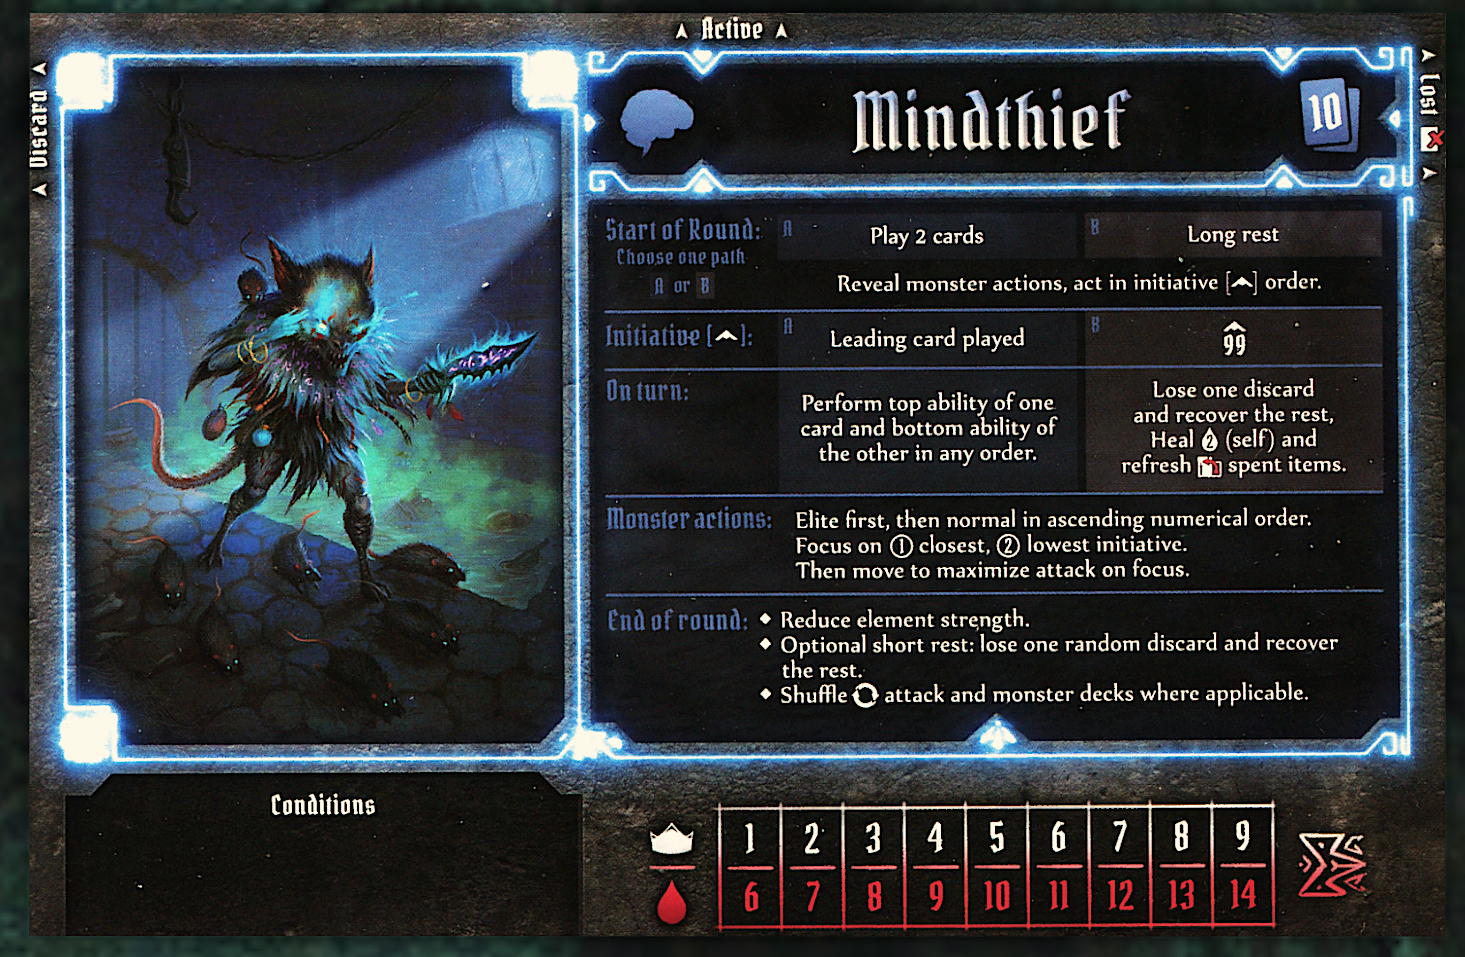 Active
Discard
Lost
Mindthief
10
Start of Round:
Choose one path
A or B
A
Play 2 cards
B
Long rest
Reveal monster actions, act in initiative [ ] order.
Initiative [ ]:
A
Leading card played
B
99
On turn:
Perform top ability of one
card and bottom ability of
the other in any order.
Lose one discard
and recover the rest,
Heal 2 (self) and
refresh spent items.
Monster actions:
Elite first, then normal in ascending numerical order.
Focus on ① closest, ② lowest initiative.
Then move to maximize attack on focus.
End of round:
◆ Reduce element strength.
◆ Optional short rest: lose one random discard and recover
the rest.
◆ Shuffle attack and monster decks where applicable.
Conditions
1 2 3 4 5 6 7 8 9
6 7 8 9 10 11 12 13 14